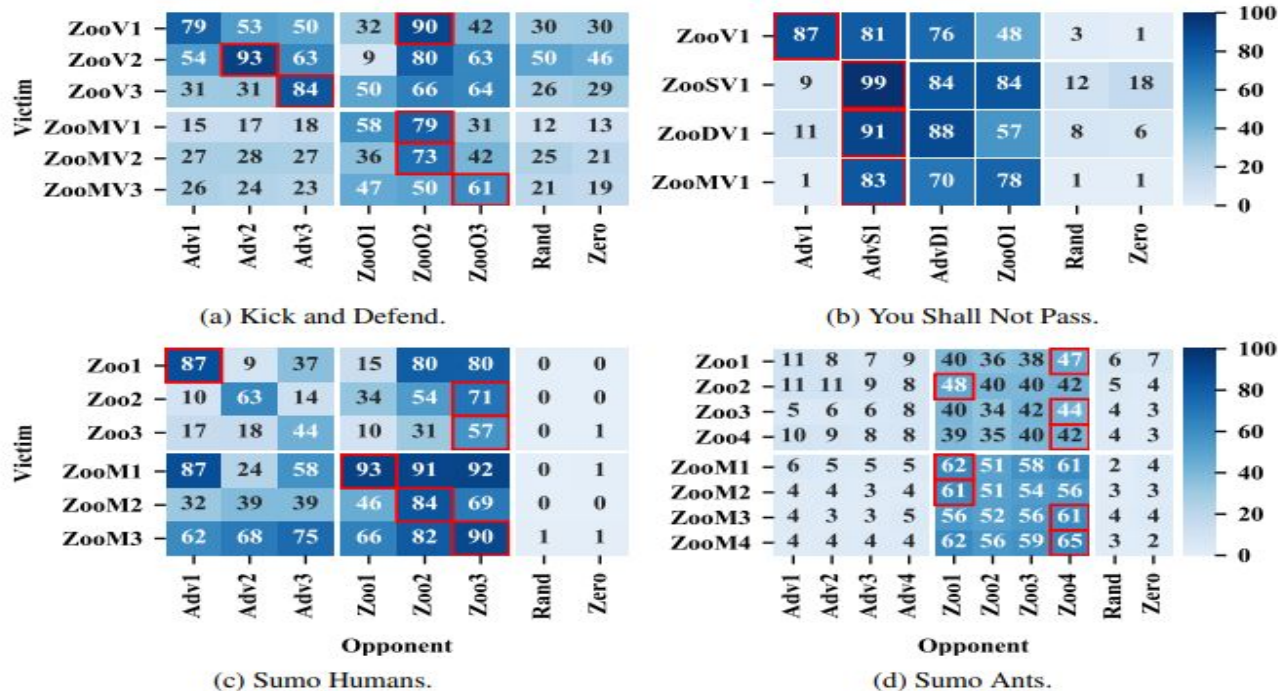 Victim
ZooV1 79 53 50 32 90 42 30 30
ZooV2 54 93 63 9 80 63 50 46
ZooV3 31 31 84 50 66 64 26 29
ZooMV1 15 17 18 58 79 31 12 13
ZooMV2 27 28 27 36 73 42 25 21
ZooMV3 26 24 23 47 50 61 21 19
Adv1 Adv2 Adv3 ZooO1 ZooO2 ZooO3 Rand Zero
(a) Kick and Defend.
ZooV1 87 81 76 48 3 1
ZooSV1 9 99 84 84 12 18
ZooDV1 11 91 88 57 8 6
ZooMV1 1 83 70 78 1 1
Adv1 AdvS1 AdvD1 ZooO1 Rand Zero
100
80
60
40
20
0
(b) You Shall Not Pass.
Victim
Zoo1 87 9 37 15 80 80 0 0
Zoo2 10 63 14 34 54 71 0 0
Zoo3 17 18 44 10 31 57 0 1
ZooM1 87 24 58 93 91 92 0 1
ZooM2 32 39 39 46 84 69 0 0
ZooM3 62 68 75 66 82 90 1 1
Adv1 Adv2 Adv3 Zoo1 Zoo2 Zoo3 Rand Zero
Opponent
(c) Sumo Humans.
Zoo1 11 8 7 9 40 36 38 47 6 7
Zoo2 11 11 9 8 48 40 40 42 5 4
Zoo3 5 6 6 8 40 34 42 44 4 3
Zoo4 10 9 8 8 39 35 40 42 4 3
ZooM1 6 5 5 5 62 51 58 61 2 4
ZooM2 4 4 3 4 61 51 54 56 3 3
ZooM3 4 3 3 5 56 52 56 61 4 4
ZooM4 4 4 4 4 62 56 59 65 3 2
Adv1 Adv2 Adv3 Adv4 Zoo1 Zoo2 Zoo3 Zoo4 Rand Zero
100
80
60
40
20
0
Opponent
(d) Sumo Ants.